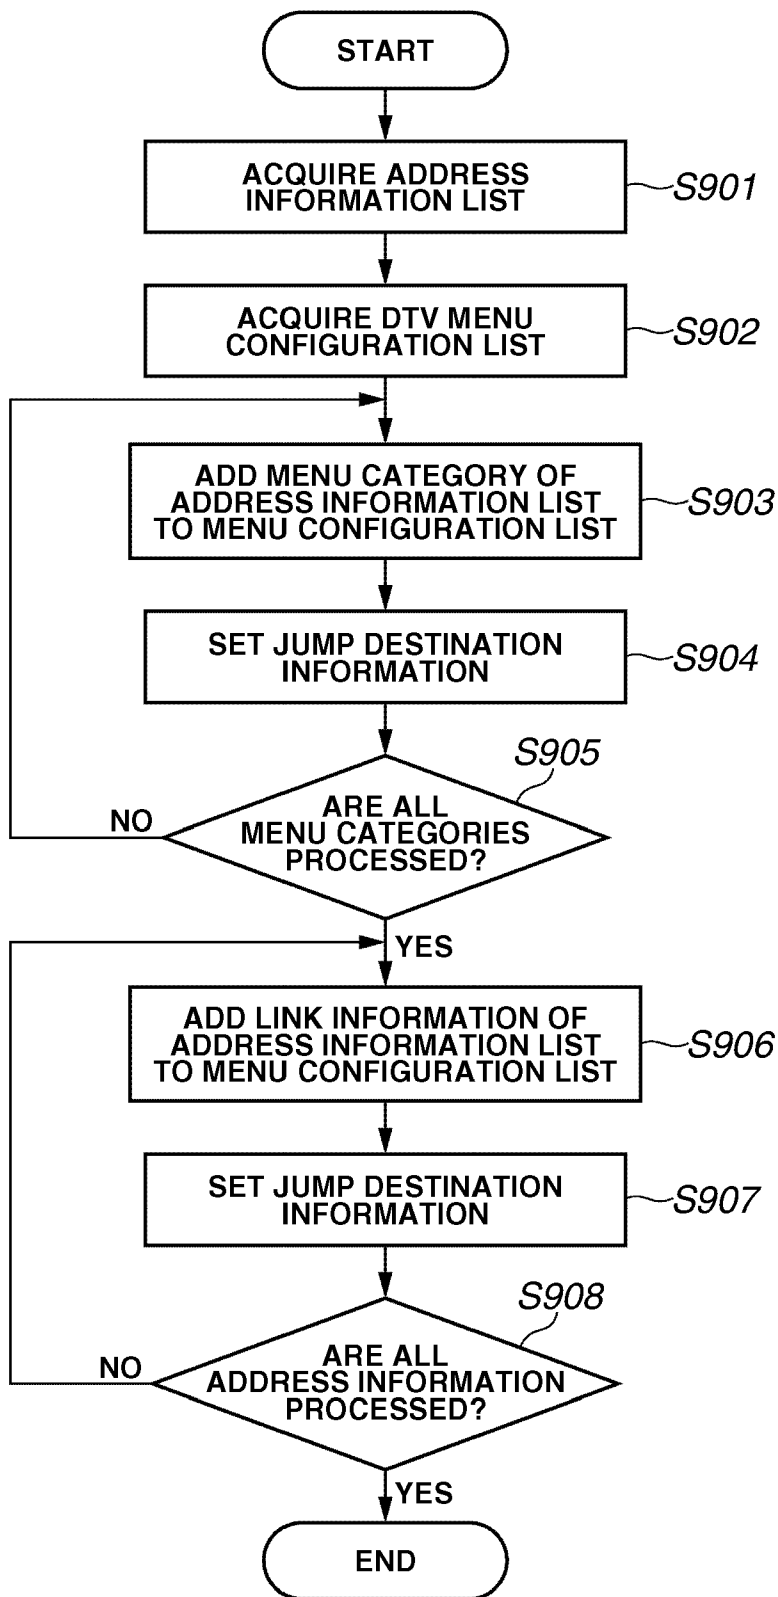 START
ACQUIRE ADDRESS
INFORMATION LIST
S901
ACQUIRE DTV MENU
CONFIGURATION LIST
S902
ADD MENU CATEGORY OF
ADDRESS INFORMATION LIST
TO MENU CONFIGURATION LIST
S903
SET JUMP DESTINATION
INFORMATION
S904
S905
ARE ALL
MENU CATEGORIES
PROCESSED?
NO
YES
ADD LINK INFORMATION OF
ADDRESS INFORMATION LIST
TO MENU CONFIGURATION LIST
S906
SET JUMP DESTINATION
INFORMATION
S907
S908
ARE ALL
ADDRESS INFORMATION
PROCESSED?
NO
YES
END